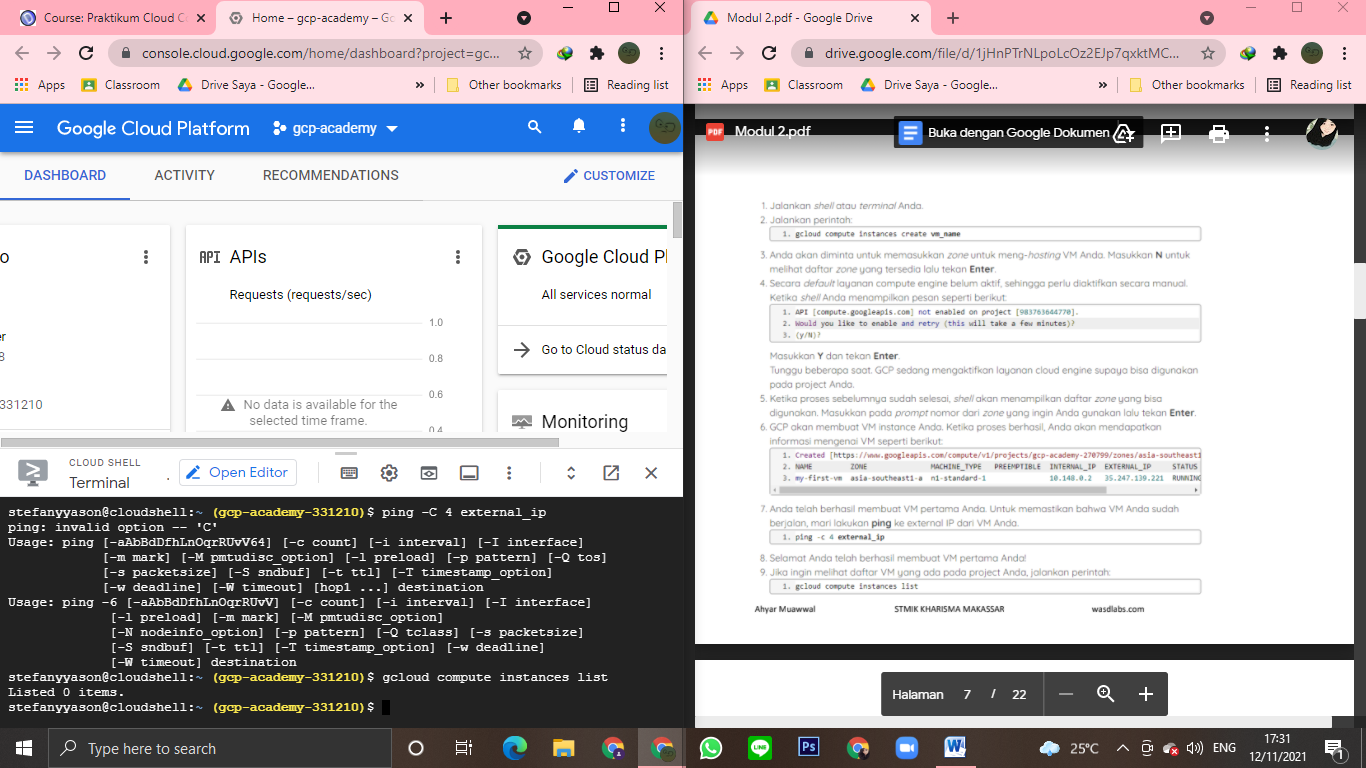 Course: Praktikum Cloud C
Home – gcp-academy – Go
console.cloud.google.com/home/dashboard?project=gc...
Apps
Classroom
Drive Saya - Google...
»
Other bookmarks
Reading list
Google Cloud Platform
gcp-academy
DASHBOARD
ACTIVITY
RECOMMENDATIONS
CUSTOMIZE
o
er
8
331210
API APIs
Requests (requests/sec)
1.0
0.8
0.6
0.4
No data is available for the
selected time frame.
Google Cloud Pl
All services normal
Go to Cloud status da
Monitoring
CLOUD SHELL
Terminal
Open Editor
stefanyyason@cloudshell:~ (gcp-academy-331210)$ ping -C 4 external_ip
ping: invalid option -- 'C'
Usage: ping [-aAbBdDfhLnOqrRUvV64] [-c count] [-i interval] [-I interface]
[-m mark] [-M pmtudisc_option] [-l preload] [-p pattern] [-Q tos]
[-s packetsize] [-S sndbuf] [-t ttl] [-T timestamp_option]
[-w deadline] [-W timeout] [hop1 ...] destination
Usage: ping -6 [-aAbBdDfhLnOqrRUvV] [-c count] [-i interval] [-I interface]
[-l preload] [-m mark] [-M pmtudisc_option]
[-N nodeinfo_option] [-p pattern] [-Q tclass] [-s packetsize]
[-S sndbuf] [-t ttl] [-T timestamp_option] [-w deadline]
[-W timeout] destination
stefanyyason@cloudshell:~ (gcp-academy-331210)$ gcloud compute instances list
Listed 0 items.
stefanyyason@cloudshell:~ (gcp-academy-331210)$
Modul 2.pdf - Google Drive
drive.google.com/file/d/1jHnPTrNLpoLcOz2EJp7qxktMC...
Apps
Classroom
Drive Saya - Google...
»
Other bookmarks
Reading list
PDF Modul 2.pdf
Buka dengan Google Dokumen
1. Jalankan shell atau terminal Anda.
2. Jalankan perintah:
1. gcloud compute instances create vm_name
3. Anda akan diminta untuk memasukkan zone untuk meng-hosting VM Anda. Masukkan N untuk
melihat daftar zone yang tersedia lalu tekan Enter.
4. Secara default layanan compute engine belum aktif, sehingga perlu diaktifkan secara manual.
Ketika shell Anda menampilkan pesan seperti berikut:
1. API [compute.googleapis.com] not enabled on project [983763644770].
2. Would you like to enable and retry (this will take a few minutes)?
3. (y/N)?
Masukkan Y dan tekan Enter.
Tunggu beberapa saat. GCP sedang mengaktifkan layanan cloud engine supaya bisa digunakan
pada project Anda.
5. Ketika proses sebelumnya sudah selesai, shell akan menampilkan daftar zone yang bisa
digunakan. Masukkan pada prompt nomor dari zone yang ingin Anda gunakan lalu tekan Enter.
6. GCP akan membuat VM instance Anda. Ketika proses berhasil, Anda akan mendapatkan
informasi mengenai VM seperti berikut:
1. Created [https://www.googleapis.com/compute/v1/projects/gcp-academy-270799/zones/asia-southeast1
2. NAME ZONE MACHINE_TYPE PREEMPTIBLE INTERNAL_IP EXTERNAL_IP STATUS
3. my-first-vm asia-southeast1-a n1-standard-1 10.148.0.2 35.247.139.221 RUNNING
7. Anda telah berhasil membuat VM pertama Anda. Untuk memastikan bahwa VM Anda sudah
berjalan, mari lakukan ping ke external IP dari VM Anda.
1. ping -c 4 external_ip
8. Selamat Anda telah berhasil membuat VM pertama Anda!
9. Jika ingin melihat daftar VM yang ada pada project Anda, jalankan perintah:
1. gcloud compute instances list
Ahyar Muawwal STMIK KHARISMA MAKASSAR wasdlabs.com
Halaman 7 / 22
Type here to search
25°C
ENG
17:31
12/11/2021
1